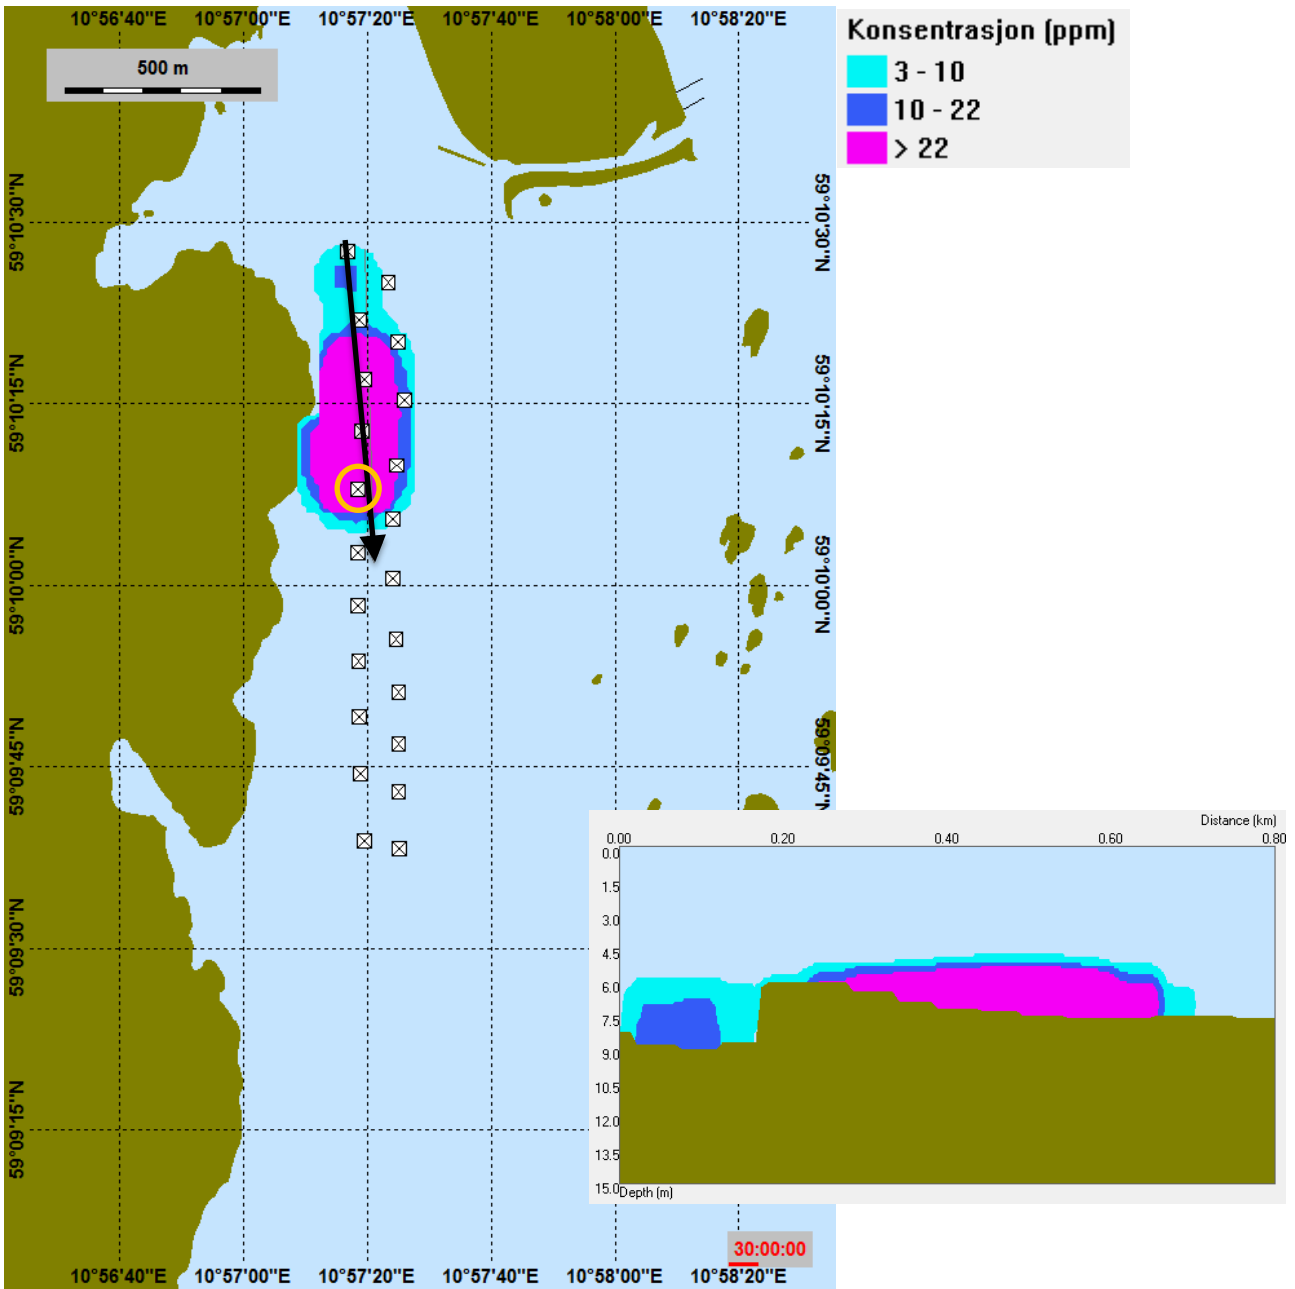 10°56'40"E 10°57'00"E 10°57'20"E 10°57'40"E 10°58'00"E 10°58'20"E
500 m
Konsentrasjon (ppm)
3 - 10
10 - 22
> 22
59°10'30"N 59°10'30"N
59°10'15"N 59°10'15"N
59°10'00"N 59°10'00"N
59°09'45"N 59°09'45"N
59°09'30"N
59°09'15"N
Distance (km)
0.00 0.20 0.40 0.60 0.80
0.0
1.5
3.0
4.5
6.0
7.5
9.0
10.5
12.0
13.5
15.0
Depth (m)
30:00:00
10°56'40"E 10°57'00"E 10°57'20"E 10°57'40"E 10°58'00"E 10°58'20"E